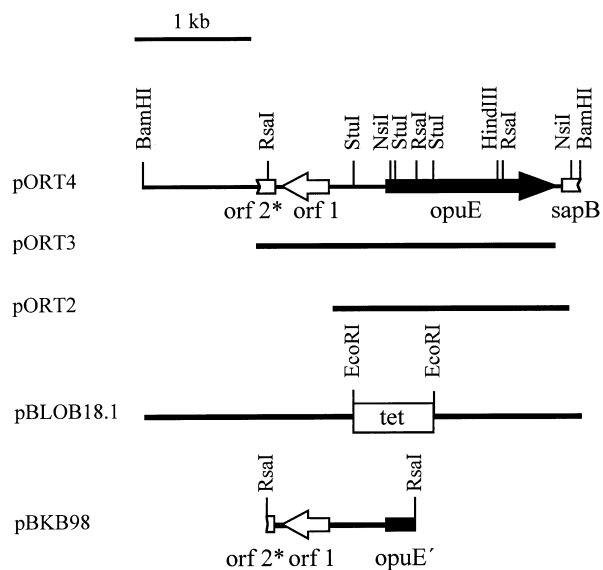 1 kb
BamHI RsaI StuI NsiI StuI RsaI StuI HindIII RsaI NsiI BamHI
pORT4
orf 2* orf 1 opuE sapB
pORT3
pORT2
EcoRI EcoRI
pBLOB18.1 tet
RsaI RsaI
pBKB98
orf 2* orf 1 opuE´